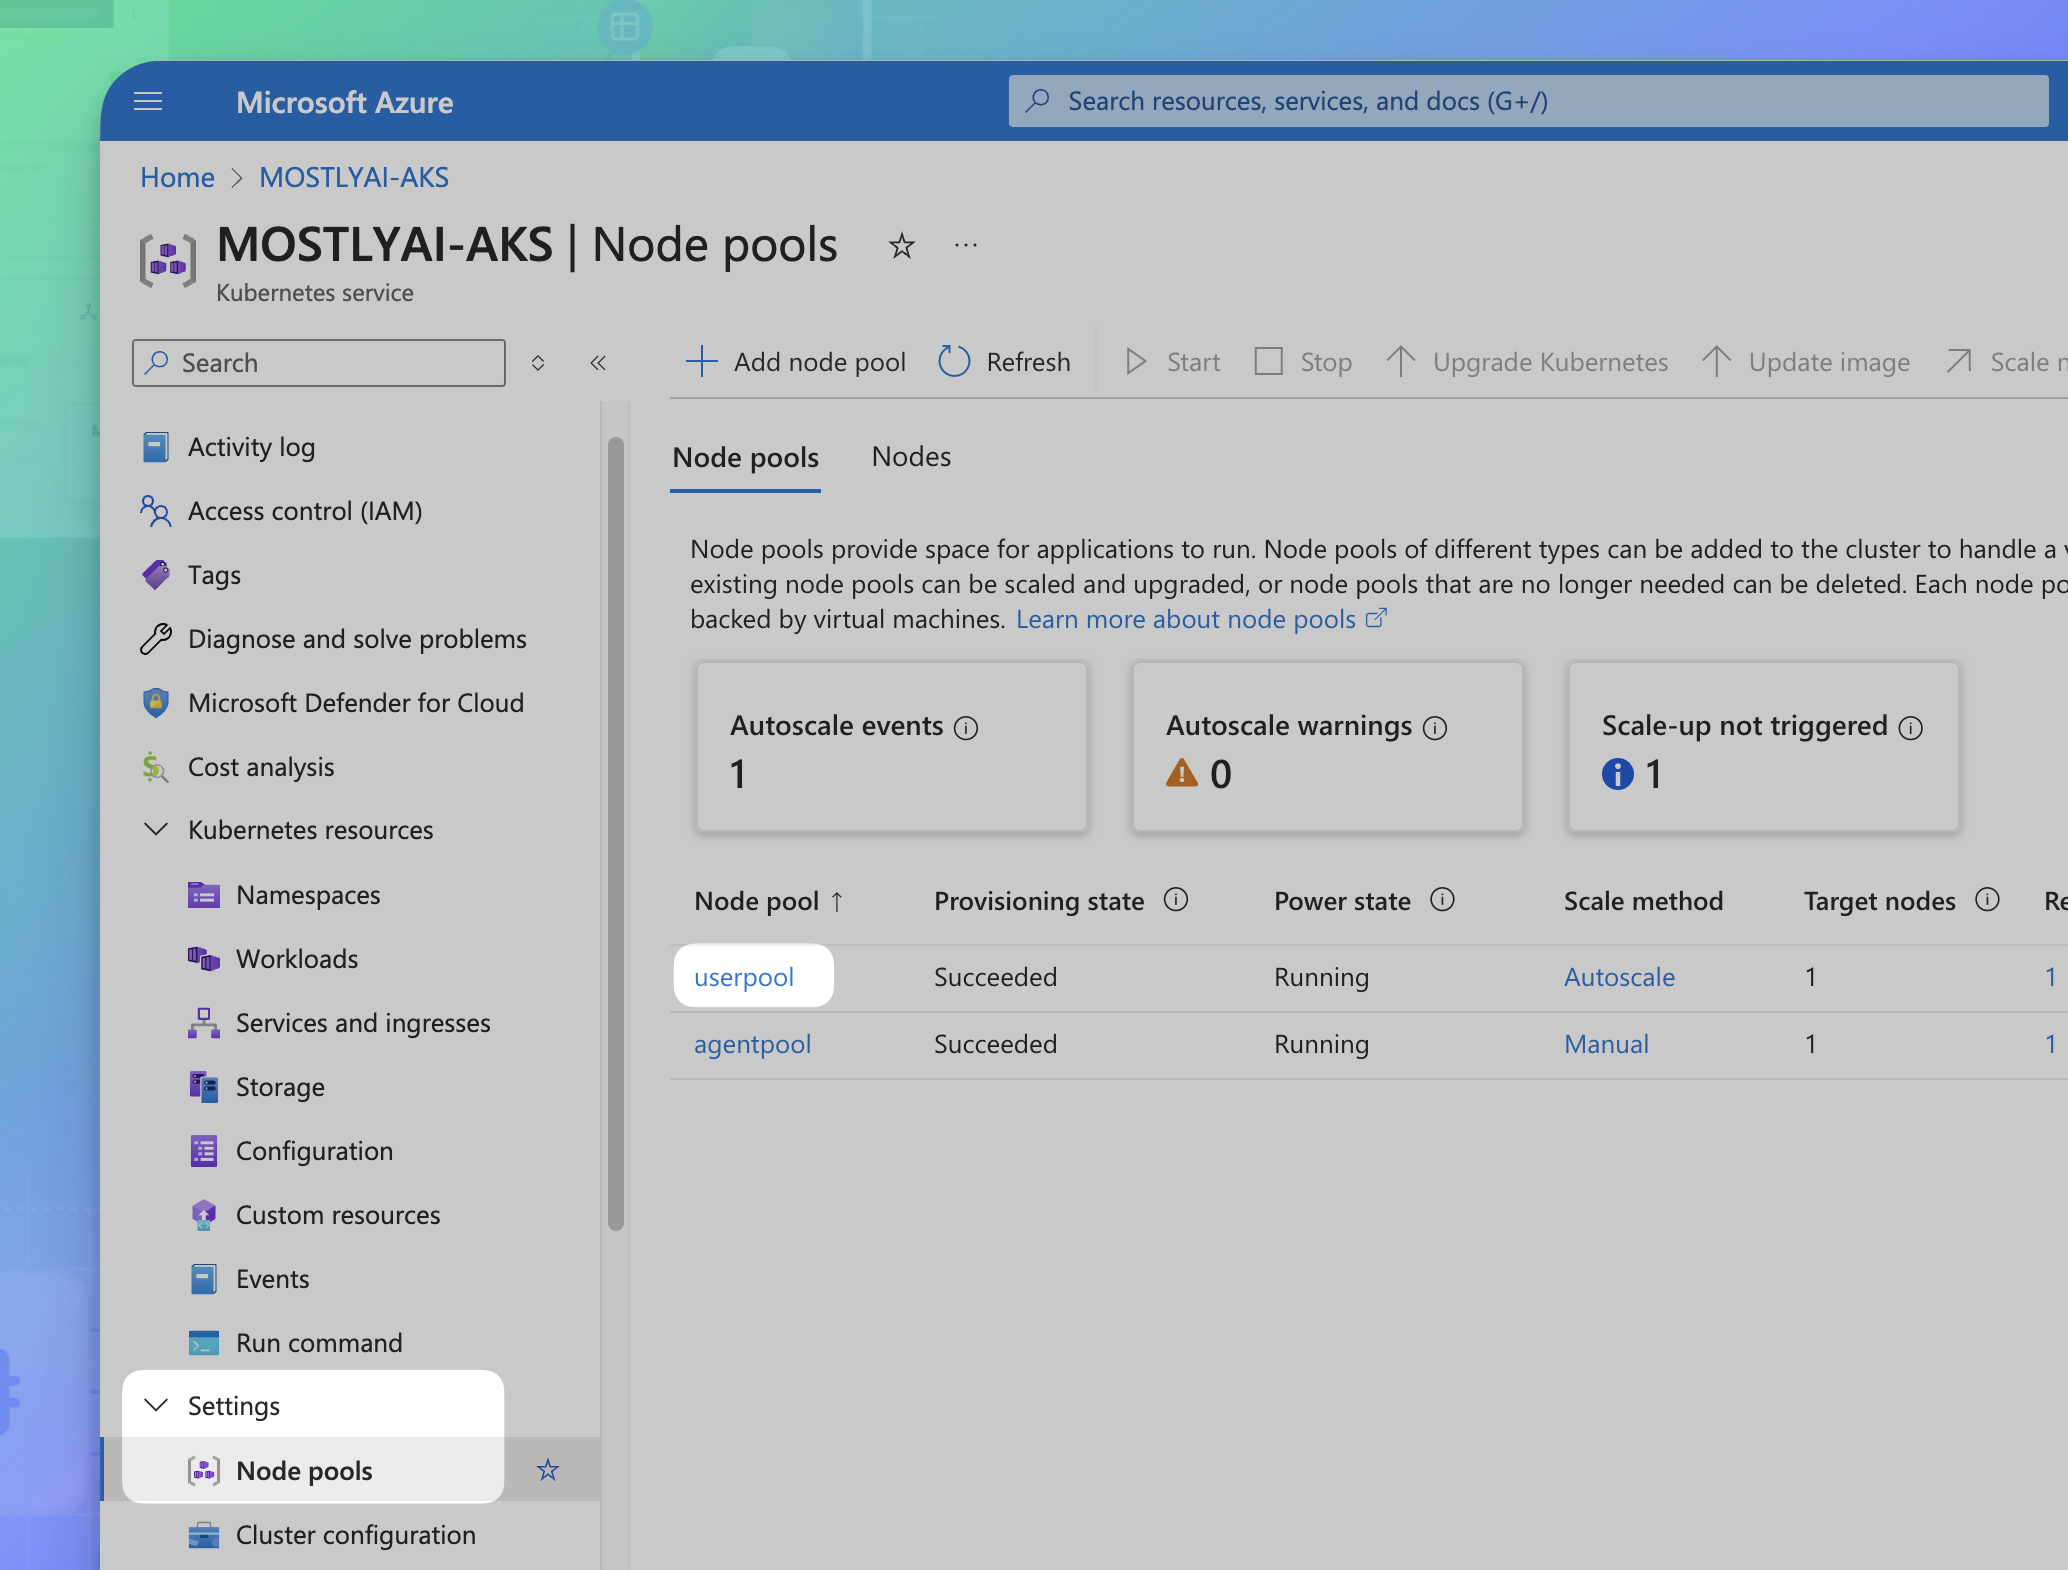 Microsoft Azure
Search resources, services, and docs (G+/)
Home > MOSTLYAI-AKS
MOSTLYAI-AKS | Node pools
Kubernetes service
Search
Add node pool
Refresh
Start
Stop
Upgrade Kubernetes
Update image
Scale
Activity log
Access control (IAM)
Tags
Diagnose and solve problems
Microsoft Defender for Cloud
Cost analysis
Kubernetes resources
Namespaces
Workloads
Services and ingresses
Storage
Configuration
Custom resources
Events
Run command
Settings
Node pools
Cluster configuration
Node pools
Nodes
Node pools provide space for applications to run. Node pools of different types can be added to the cluster to handle a
existing node pools can be scaled and upgraded, or node pools that are no longer needed can be deleted. Each node
backed by virtual machines. Learn more about node pools
Autoscale events
1
Autoscale warnings
0
Scale-up not triggered
1
Node pool ↑ Provisioning state Power state Scale method Target nodes
userpool Succeeded Running Autoscale 1 1
agentpool Succeeded Running Manual 1 1